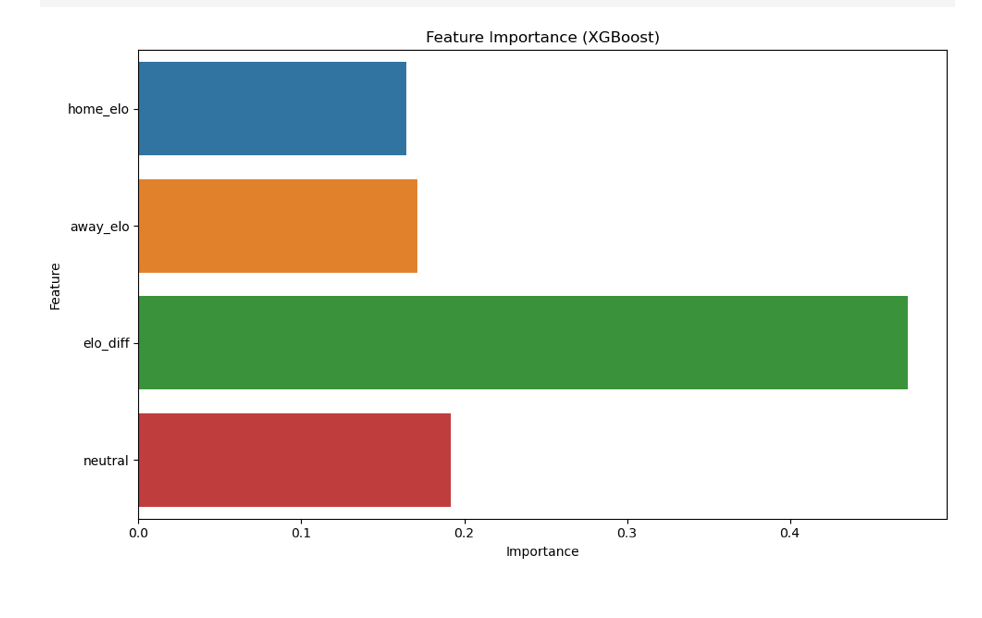 Feature Importance (XGBoost)
home_elo
away_elo
Feature
elo_diff
neutral
0.0 0.1 0.2 0.3 0.4
Importance